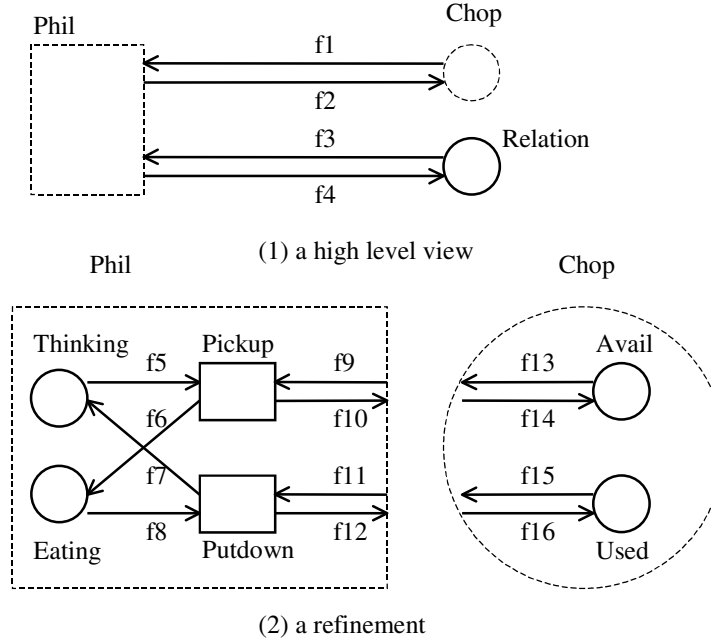 Chop
Phil
f1
f2
f3
Relation
f4
(1) a high level view
Phil
Chop
Thinking
Pickup
f5
f9
f13
Avail
f6
f10
f14
f7
f11
f15
f8
f12
f16
Eating
Putdown
Used
(2) a refinement